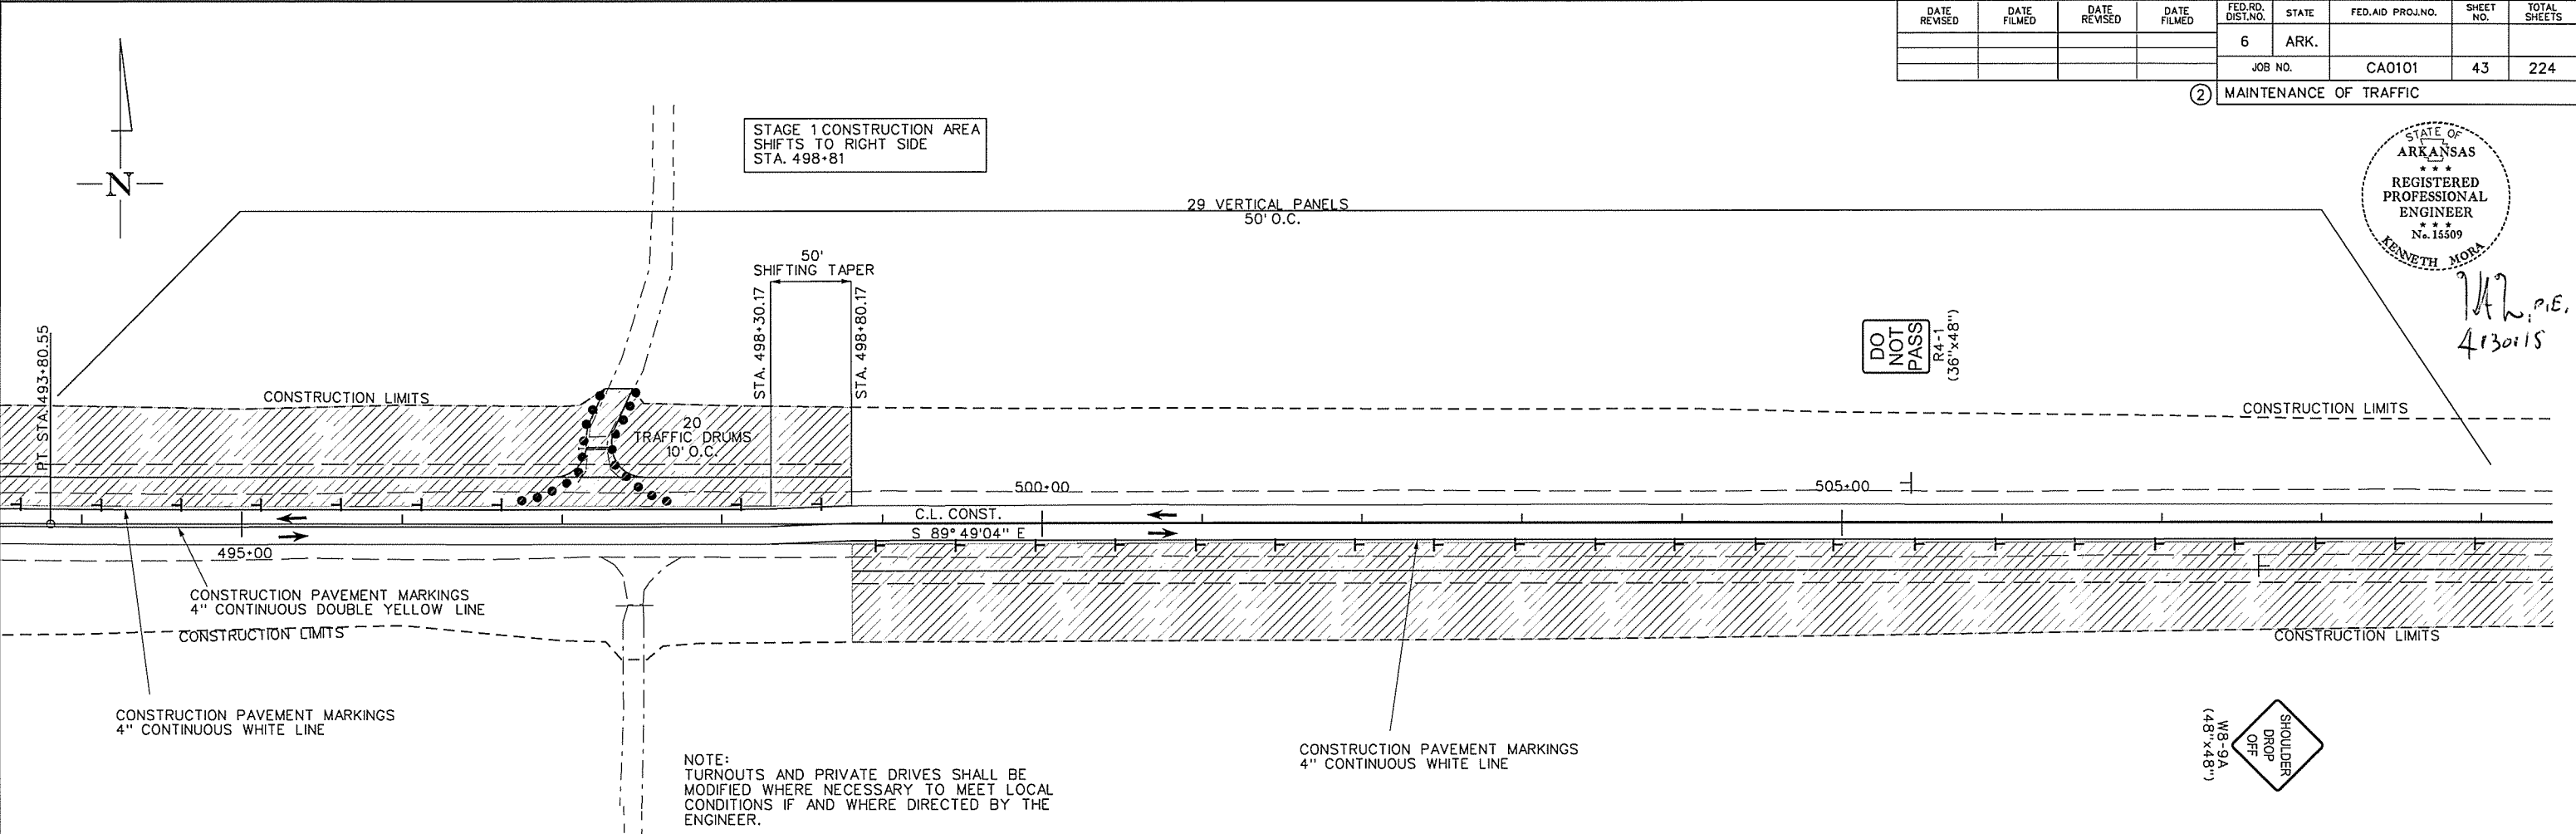 DATE REVISED
DATE FILMED
DATE REVISED
DATE FILMED
FED.RD. DIST.NO.
STATE
FED.AID PROJ.NO.
SHEET NO.
TOTAL SHEETS
6
ARK.
JOB NO.
CA0101
43
224
2
MAINTENANCE OF TRAFFIC
STATE OF
ARKANSAS
* * *
REGISTERED
PROFESSIONAL
ENGINEER
* * *
No. 15509
KENNETH MORA
P.E.
N
STAGE 1 CONSTRUCTION AREA
SHIFTS TO RIGHT SIDE
STA. 498+81
29 VERTICAL PANELS
50' O.C.
50'
SHIFTING TAPER
STA. 498+30.17
STA. 498+80.17
PT. STA. 493+80.55
DO
NOT
PASS
R4-1
(36"x48")
CONSTRUCTION LIMITS
CONSTRUCTION LIMITS
20
TRAFFIC DRUMS
10' O.C.
500+00
505+00
C.L. CONST.
S 89°49'04" E
495+00
CONSTRUCTION PAVEMENT MARKINGS
4" CONTINUOUS DOUBLE YELLOW LINE
CONSTRUCTION LIMITS
CONSTRUCTION LIMITS
CONSTRUCTION PAVEMENT MARKINGS
4" CONTINUOUS WHITE LINE
CONSTRUCTION PAVEMENT MARKINGS
4" CONTINUOUS WHITE LINE
SHOULDER
DROP
OFF
W8-9A
(48"x48")
NOTE:
TURNOUTS AND PRIVATE DRIVES SHALL BE
MODIFIED WHERE NECESSARY TO MEET LOCAL
CONDITIONS IF AND WHERE DIRECTED BY THE
ENGINEER.